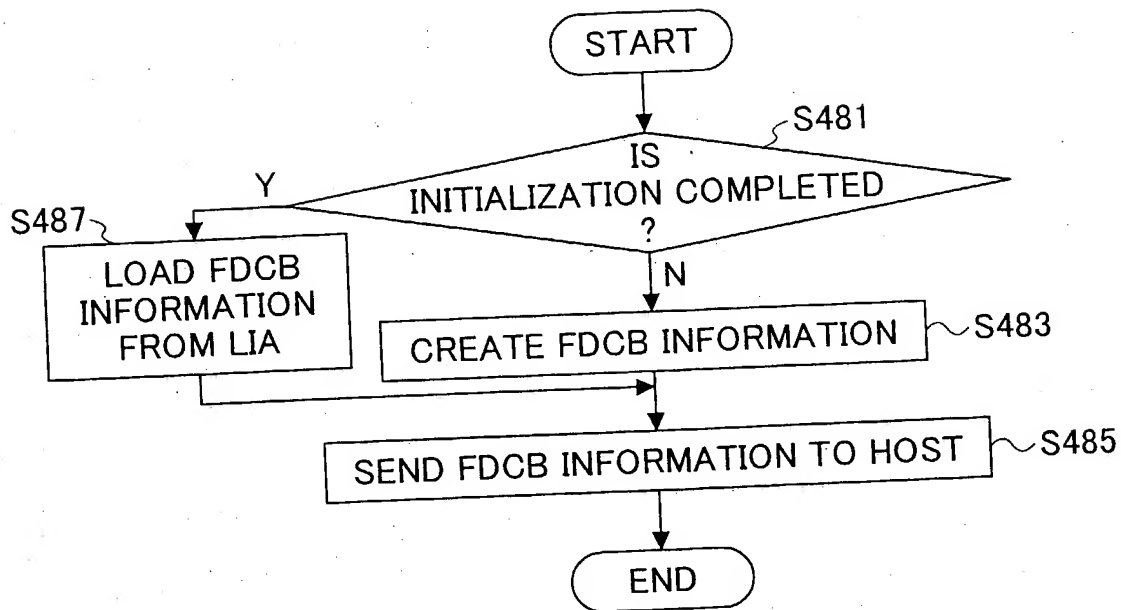 START
S481
IS
INITIALIZATION COMPLETED
?
Y
N
S487
LOAD FDCB
INFORMATION
FROM LIA
CREATE FDCB INFORMATION
S483
SEND FDCB INFORMATION TO HOST
S485
END